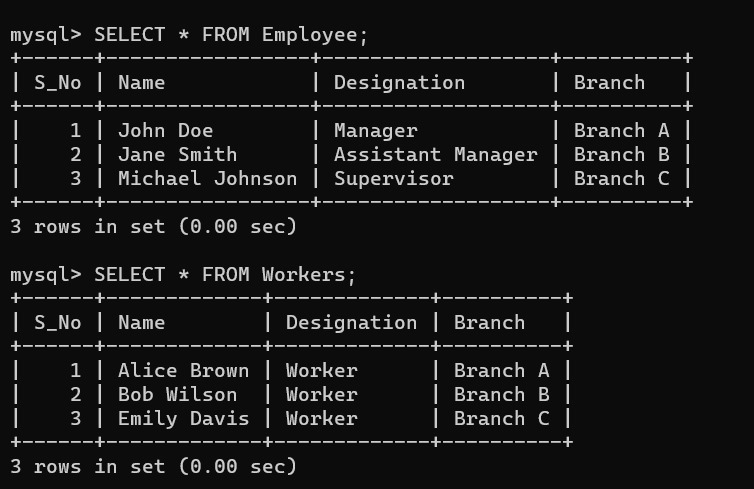 mysql> SELECT * FROM Employee;
+------+-----------------+-------------------+----------+
| S_No | Name            | Designation       | Branch   |
+------+-----------------+-------------------+----------+
|    1 | John Doe        | Manager           | Branch A |
|    2 | Jane Smith      | Assistant Manager | Branch B |
|    3 | Michael Johnson | Supervisor        | Branch C |
+------+-----------------+-------------------+----------+
3 rows in set (0.00 sec)

mysql> SELECT * FROM Workers;
+------+-------------+-------------+----------+
| S_No | Name        | Designation | Branch   |
+------+-------------+-------------+----------+
|    1 | Alice Brown | Worker      | Branch A |
|    2 | Bob Wilson  | Worker      | Branch B |
|    3 | Emily Davis | Worker      | Branch C |
+------+-------------+-------------+----------+
3 rows in set (0.00 sec)